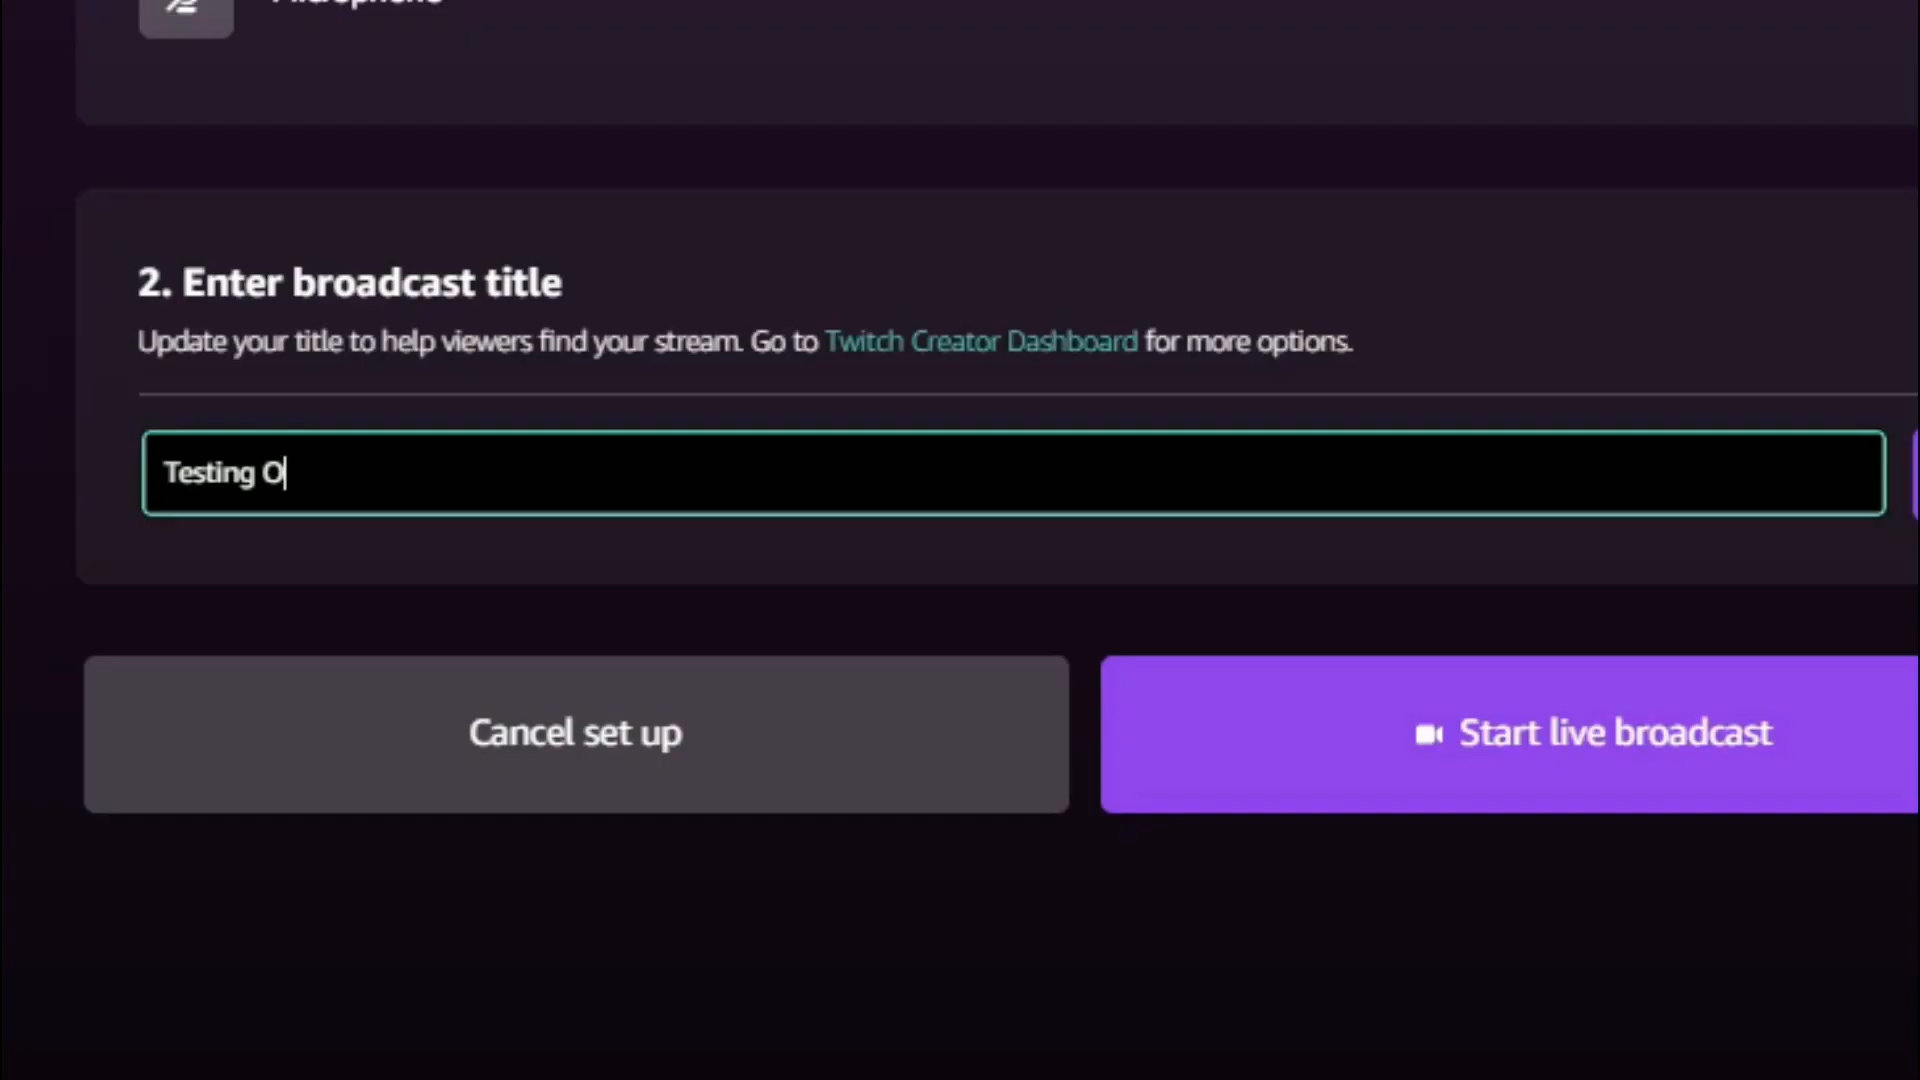 Microphone
2. Enter broadcast title
Update your title to help viewers find your stream. Go to Twitch Creator Dashboard for more options.
Testing O
Cancel set up
Start live broadcast